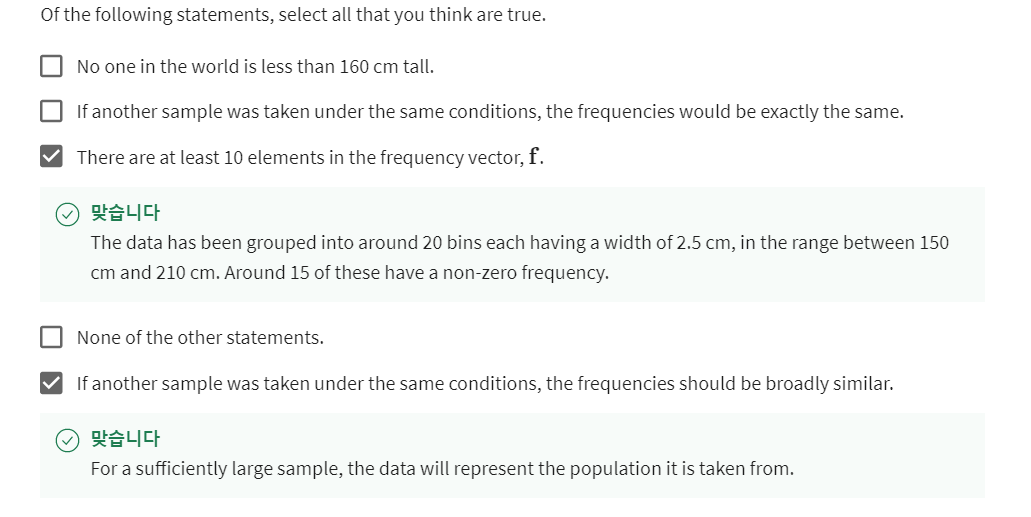 Of the following statements, select all that you think are true.
No one in the world is less than 160 cm tall.
If another sample was taken under the same conditions, the frequencies would be exactly the same.
There are at least 10 elements in the frequency vector, f.
맞습니다
The data has been grouped into around 20 bins each having a width of 2.5 cm, in the range between 150
cm and 210 cm. Around 15 of these have a non-zero frequency.
None of the other statements.
If another sample was taken under the same conditions, the frequencies should be broadly similar.
맞습니다
For a sufficiently large sample, the data will represent the population it is taken from.